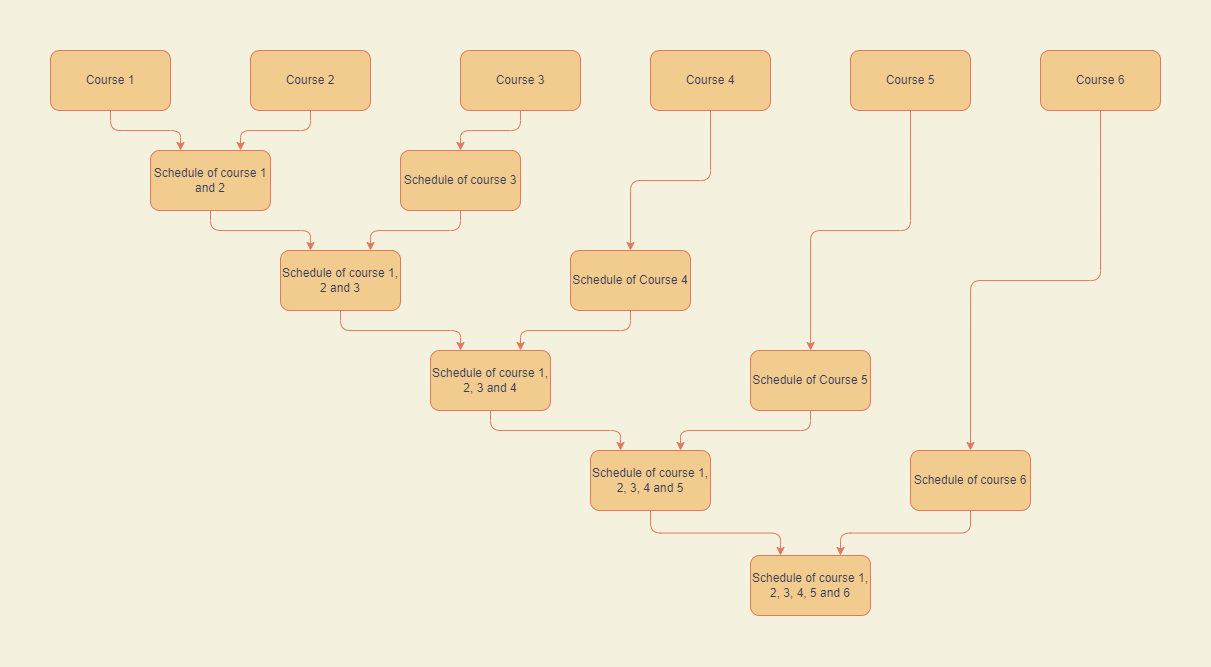 Course 1
Course 2
Course 3
Course 4
Course 5
Course 6
Schedule of course 1
and 2
Schedule of course 3
Schedule of course 1,
2 and 3
Schedule of Course 4
Schedule of course 1,
2, 3 and 4
Schedule of Course 5
Schedule of course 1,
2, 3, 4 and 5
Schedule of course 6
Schedule of course 1,
2, 3, 4, 5 and 6